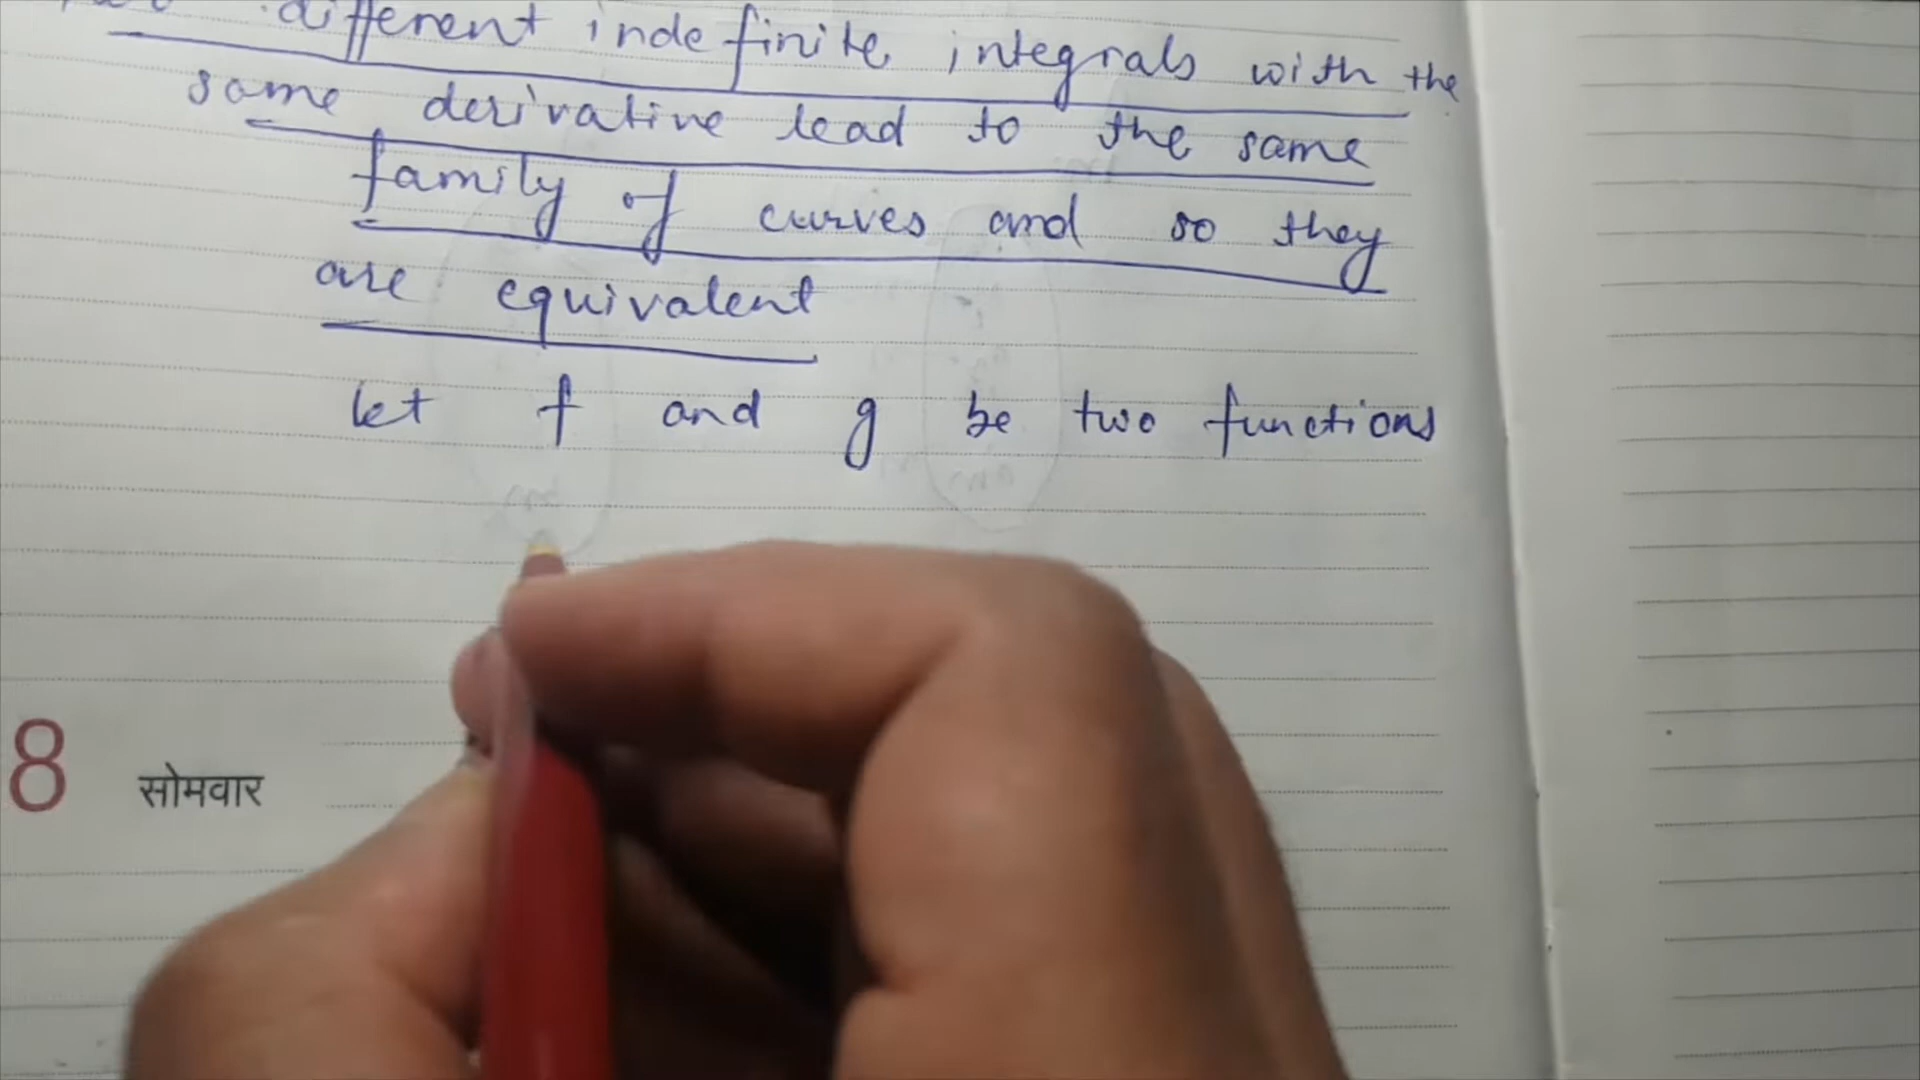 different indefinite integrals with the
same derivative lead to the same
family of curves and so they
are equivalent
let f and g be two functions
8 सोमवार